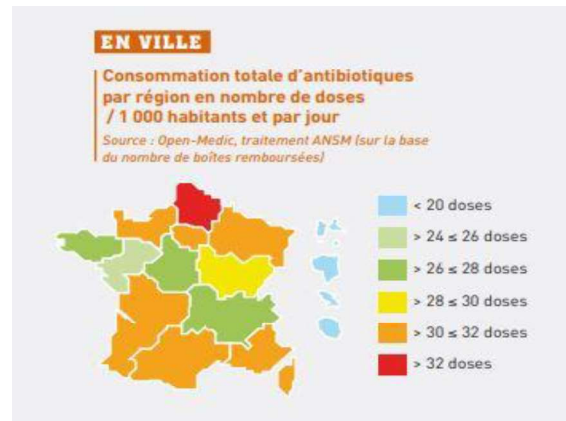 EN VILLE
Consommation totale d'antibiotiques
par région en nombre de doses
/ 1 000 habitants et par jour
Source : Open-Medic, traitement ANSM (sur la base
du nombre de boîtes remboursées)
< 20 doses
> 24 ≤ 26 doses
> 26 ≤ 28 doses
> 28 ≤ 30 doses
> 30 ≤ 32 doses
> 32 doses